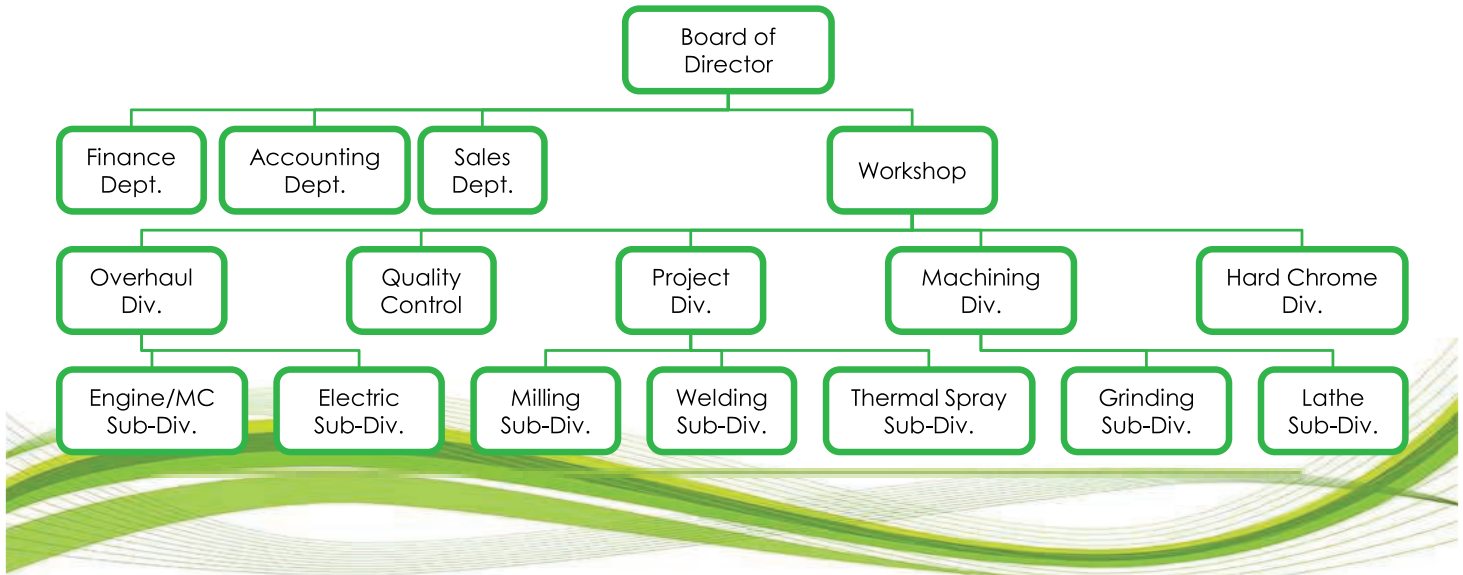 Board of
Director
Finance
Dept.
Accounting
Dept.
Sales
Dept.
Workshop
Overhaul
Div.
Quality
Control
Project
Div.
Machining
Div.
Hard Chrome
Div.
Engine/MC
Sub-Div.
Electric
Sub-Div.
Milling
Sub-Div.
Welding
Sub-Div.
Thermal Spray
Sub-Div.
Grinding
Sub-Div.
Lathe
Sub-Div.